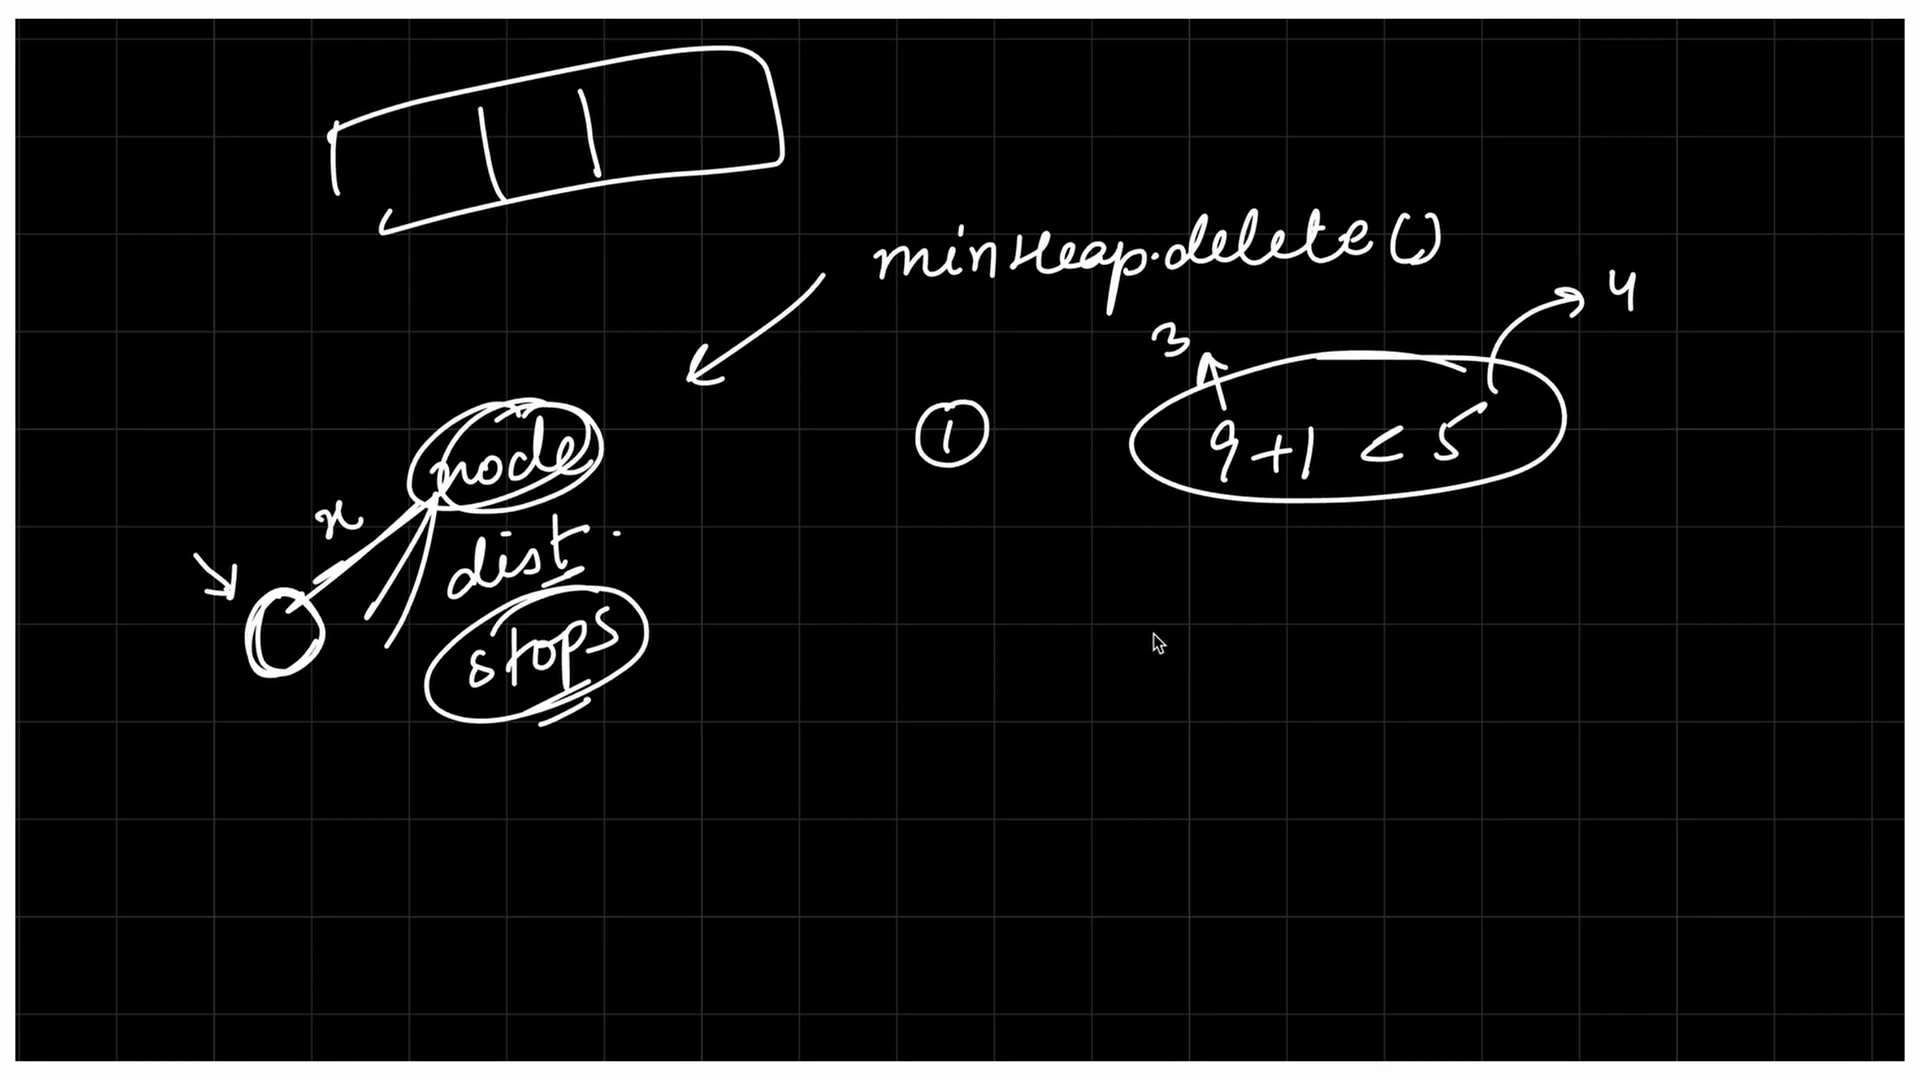 minHeap.delete()
4
3
① 9+1 < 5
node
x
dist.
stops